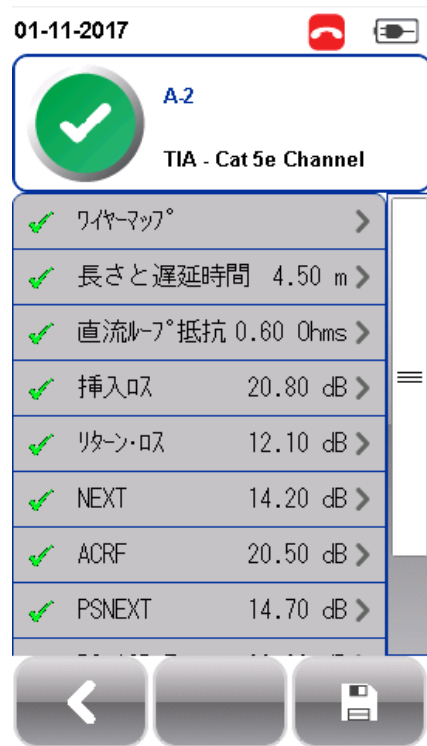 01-11-2017
A-2
TIA - Cat 5e Channel
ワイヤーマップ
長さと遅延時間 4.50 m
直流ループ抵抗 0.60 Ohms
挿入ロス 20.80 dB
リターン・ロス 12.10 dB
NEXT 14.20 dB
ACRF 20.50 dB
PSNEXT 14.70 dB